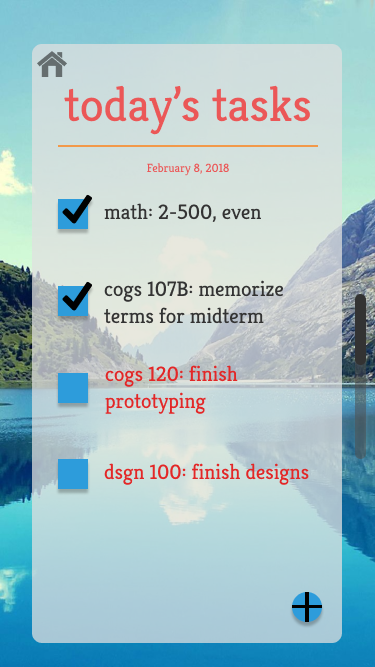 today's tasks
February 8, 2018
math: 2-500, even
cogs 107B: memorize
terms for midterm
cogs 120: finish
prototyping
dsgn 100: finish designs